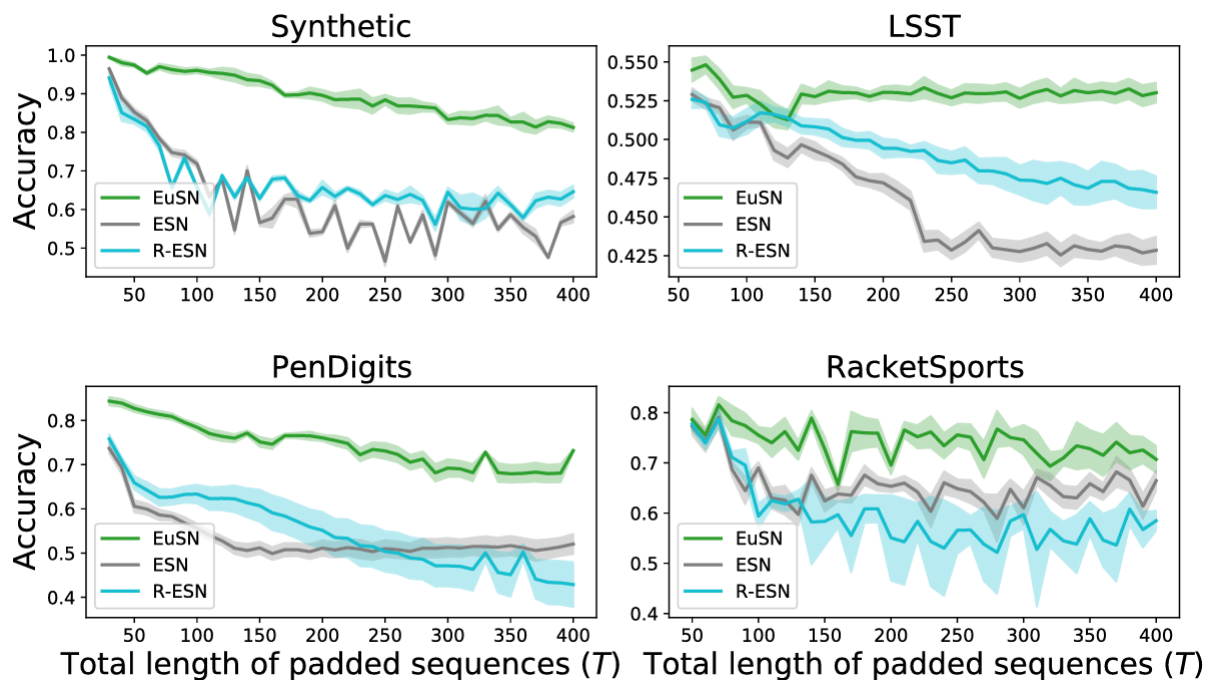 Synthetic
Accuracy
1.0
0.9
0.8
0.7
0.6
0.5
EuSN
ESN
R-ESN
50 100 150 200 250 300 350 400
LSST
0.550
0.525
0.500
0.475
0.450
0.425
EuSN
ESN
R-ESN
50 100 150 200 250 300 350 400
PenDigits
Accuracy
0.8
0.7
0.6
0.5
0.4
EuSN
ESN
R-ESN
50 100 150 200 250 300 350 400
Total length of padded sequences (T)
RacketSports
0.8
0.7
0.6
0.5
0.4
EuSN
ESN
R-ESN
50 100 150 200 250 300 350 400
Total length of padded sequences (T)